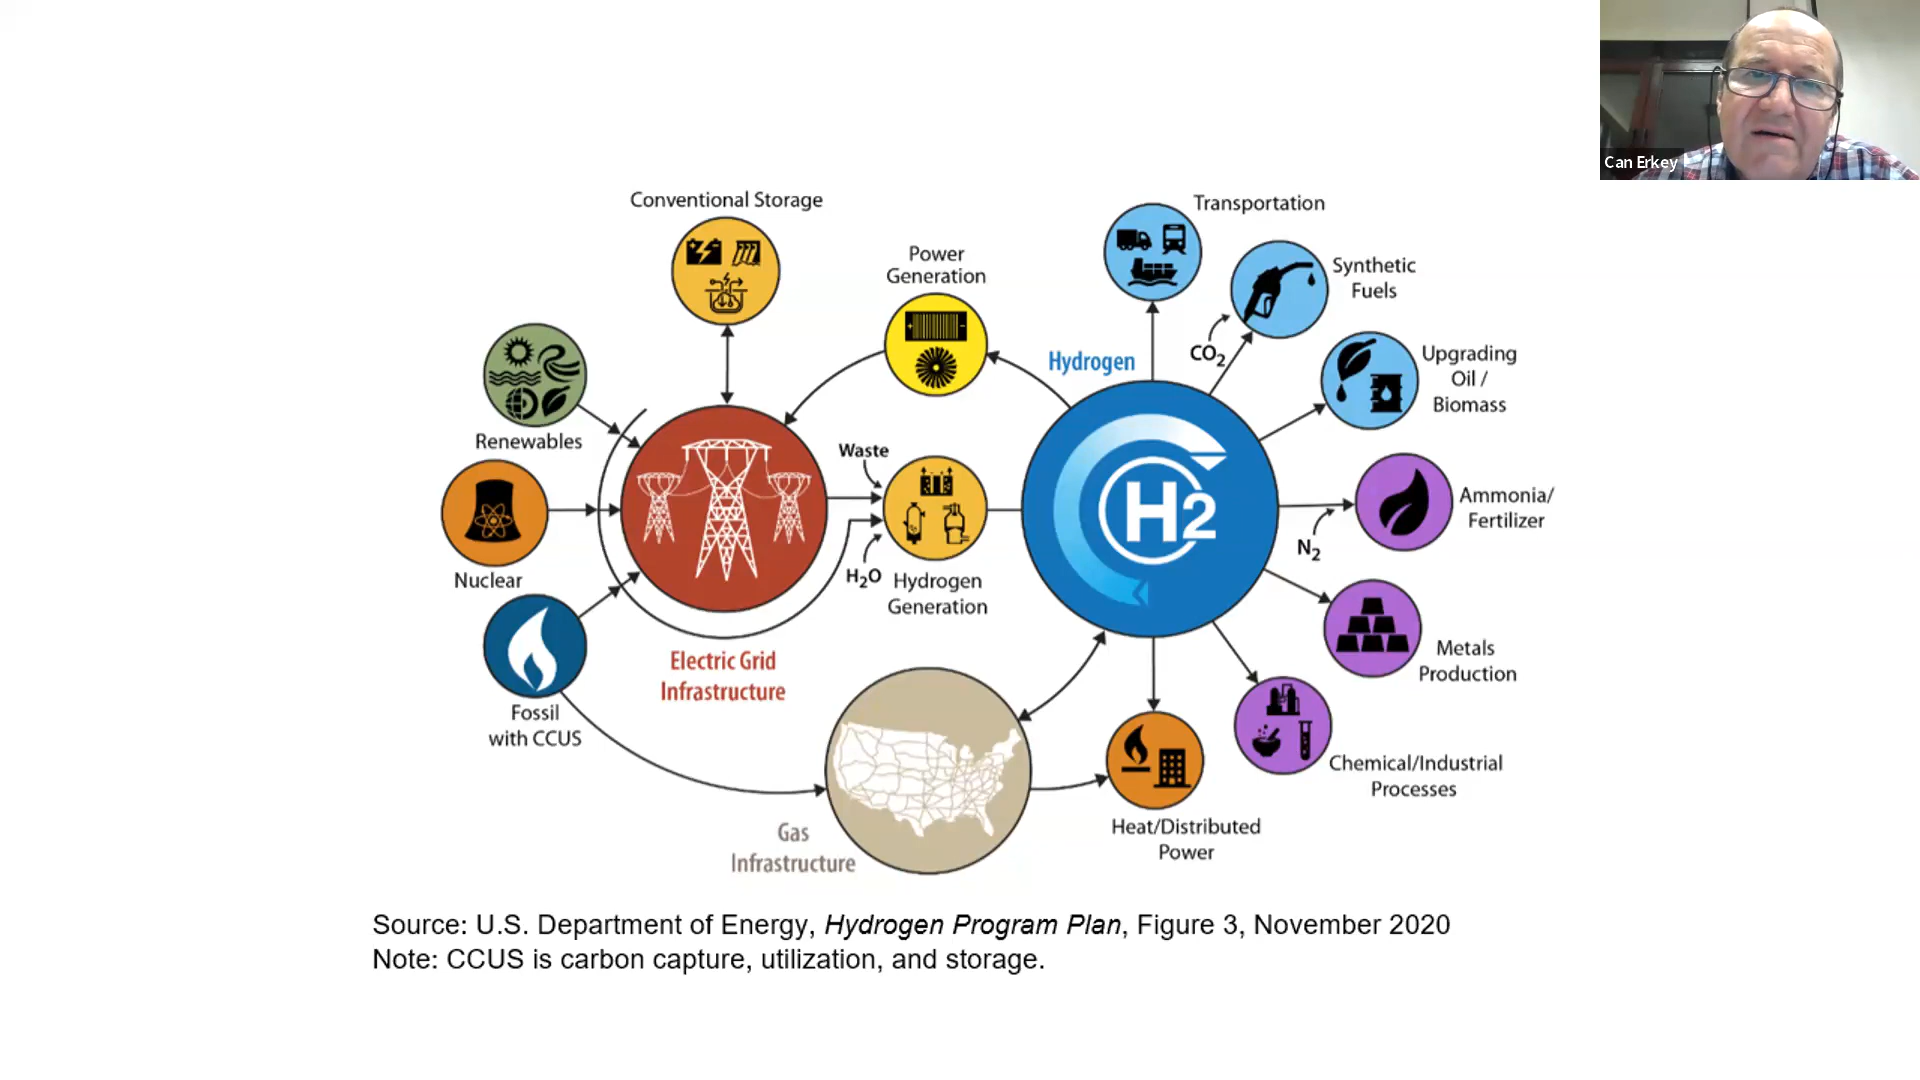 Can Erkey
Conventional Storage
Transportation
Power
Generation
Synthetic
Fuels
CO2
Hydrogen
Upgrading
Oil /
Biomass
Renewables
Waste
H2
Ammonia/
Fertilizer
N2
Nuclear
H2O
Hydrogen
Generation
Electric Grid
Infrastructure
Metals
Production
Fossil
with CCUS
Chemical/Industrial
Processes
Gas
Infrastructure
Heat/Distributed
Power
Source: U.S. Department of Energy, Hydrogen Program Plan, Figure 3, November 2020
Note: CCUS is carbon capture, utilization, and storage.